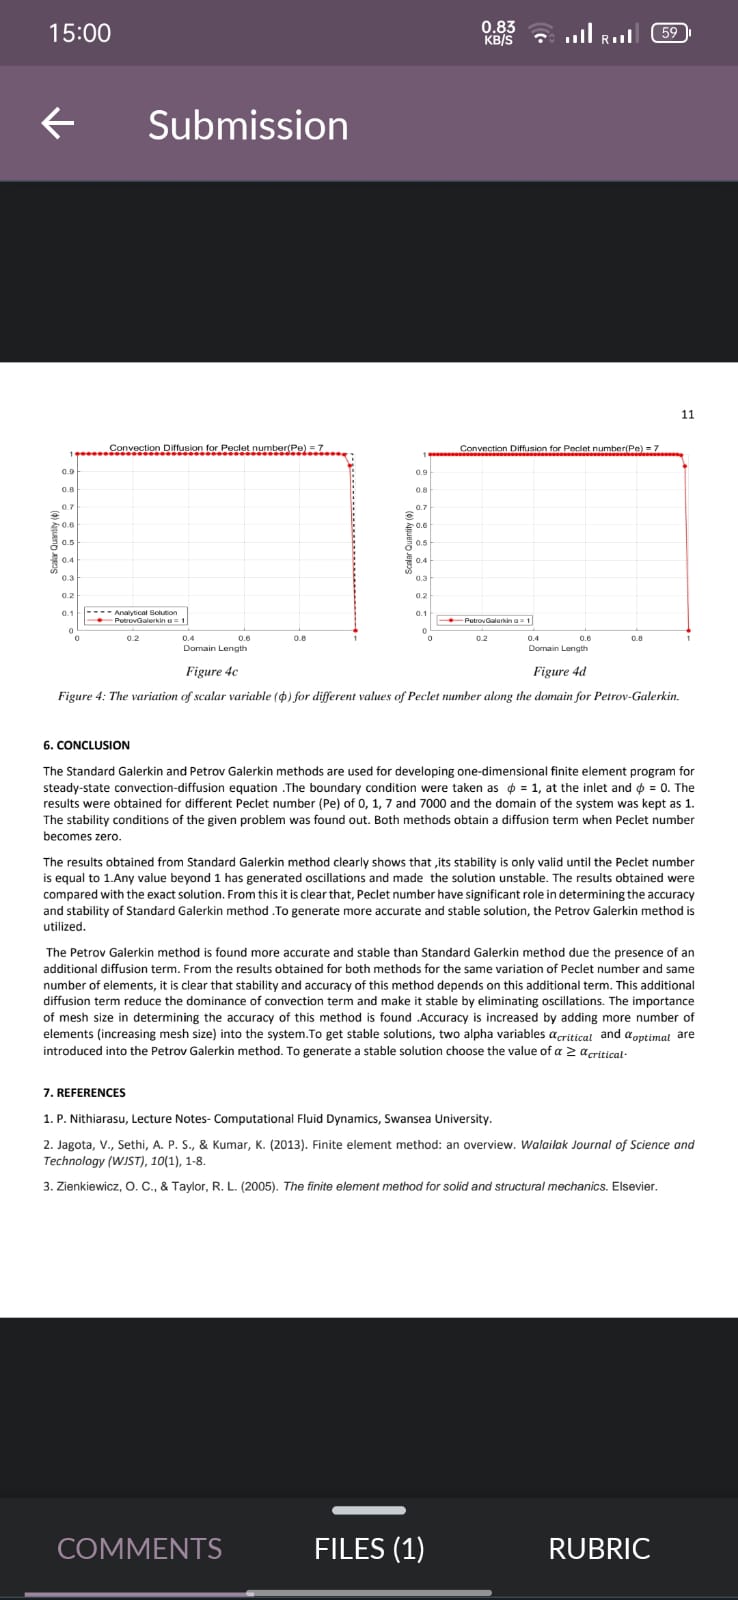 15:00
0.83
KB/S
R
59
Submission
11
Convection Diffusion for Peclet number(Pe) = 7
Scalar Quantity (ϕ)
1
0.9
0.8
0.7
0.6
0.5
0.4
0.3
0.2
0.1
0
Analytical Solution
PetrovGalerkin α = 1
0 0.2 0.4 0.6 0.8 1
Domain Length
Figure 4c
Convection Diffusion for Peclet number(Pe) = 7
Scalar Quantity (ϕ)
1
0.9
0.8
0.7
0.6
0.5
0.4
0.3
0.2
0.1
0
PetrovGalerkin α = 1
0 0.2 0.4 0.6 0.8 1
Domain Length
Figure 4d
Figure 4: The variation of scalar variable (ϕ) for different values of Peclet number along the domain for Petrov-Galerkin.
6. CONCLUSION
The Standard Galerkin and Petrov Galerkin methods are used for developing one-dimensional finite element program for
steady-state convection-diffusion equation .The boundary condition were taken as ϕ = 1, at the inlet and ϕ = 0. The
results were obtained for different Peclet number (Pe) of 0, 1, 7 and 7000 and the domain of the system was kept as 1.
The stability conditions of the given problem was found out. Both methods obtain a diffusion term when Peclet number
becomes zero.
The results obtained from Standard Galerkin method clearly shows that ,its stability is only valid until the Peclet number
is equal to 1.Any value beyond 1 has generated oscillations and made the solution unstable. The results obtained were
compared with the exact solution. From this it is clear that, Peclet number have significant role in determining the accuracy
and stability of Standard Galerkin method .To generate more accurate and stable solution, the Petrov Galerkin method is
utilized.
The Petrov Galerkin method is found more accurate and stable than Standard Galerkin method due the presence of an
additional diffusion term. From the results obtained for both methods for the same variation of Peclet number and same
number of elements, it is clear that stability and accuracy of this method depends on this additional term. This additional
diffusion term reduce the dominance of convection term and make it stable by eliminating oscillations. The importance
of mesh size in determining the accuracy of this method is found .Accuracy is increased by adding more number of
elements (increasing mesh size) into the system.To get stable solutions, two alpha variables α critical and α optimal are
introduced into the Petrov Galerkin method. To generate a stable solution choose the value of α ≥ α critical.
7. REFERENCES
1. P. Nithiarasu, Lecture Notes- Computational Fluid Dynamics, Swansea University.
2. Jagota, V., Sethi, A. P. S., & Kumar, K. (2013). Finite element method: an overview. Walailak Journal of Science and
Technology (WJST), 10(1), 1-8.
3. Zienkiewicz, O. C., & Taylor, R. L. (2005). The finite element method for solid and structural mechanics. Elsevier.
COMMENTS
FILES (1)
RUBRIC